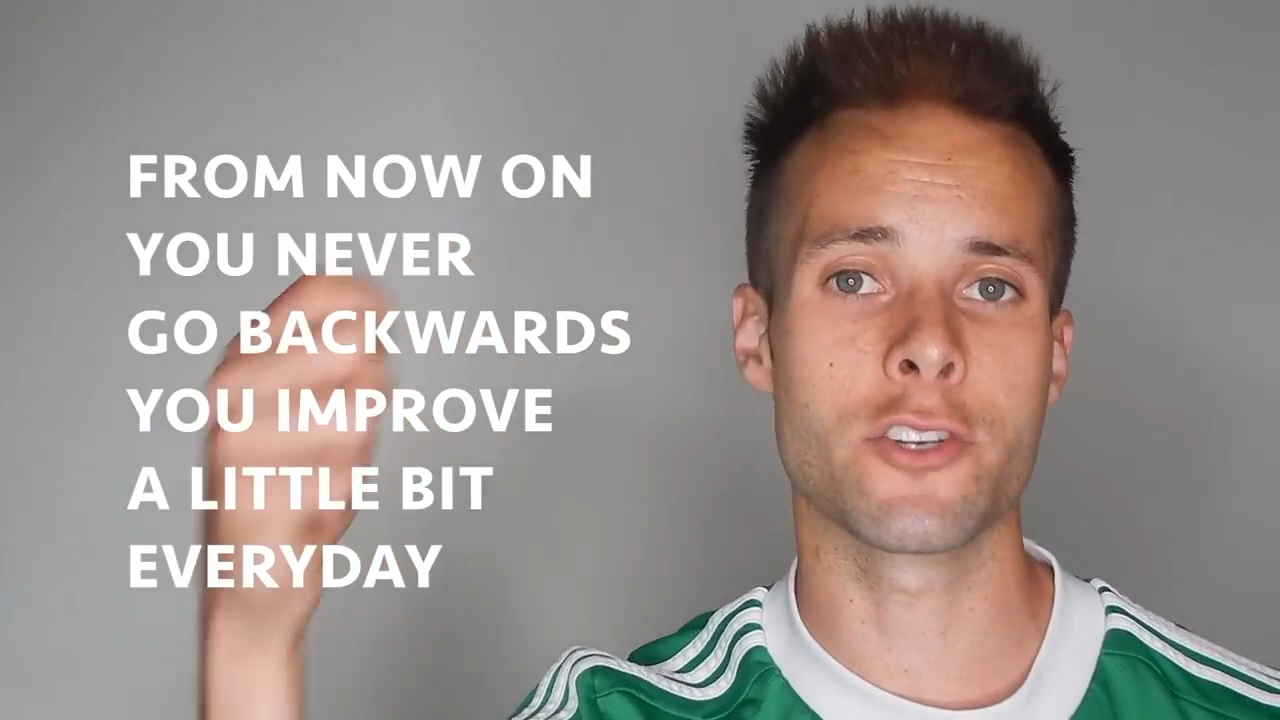 FROM NOW ON
YOU NEVER
GO BACKWARDS
YOU IMPROVE
A LITTLE BIT
EVERYDAY